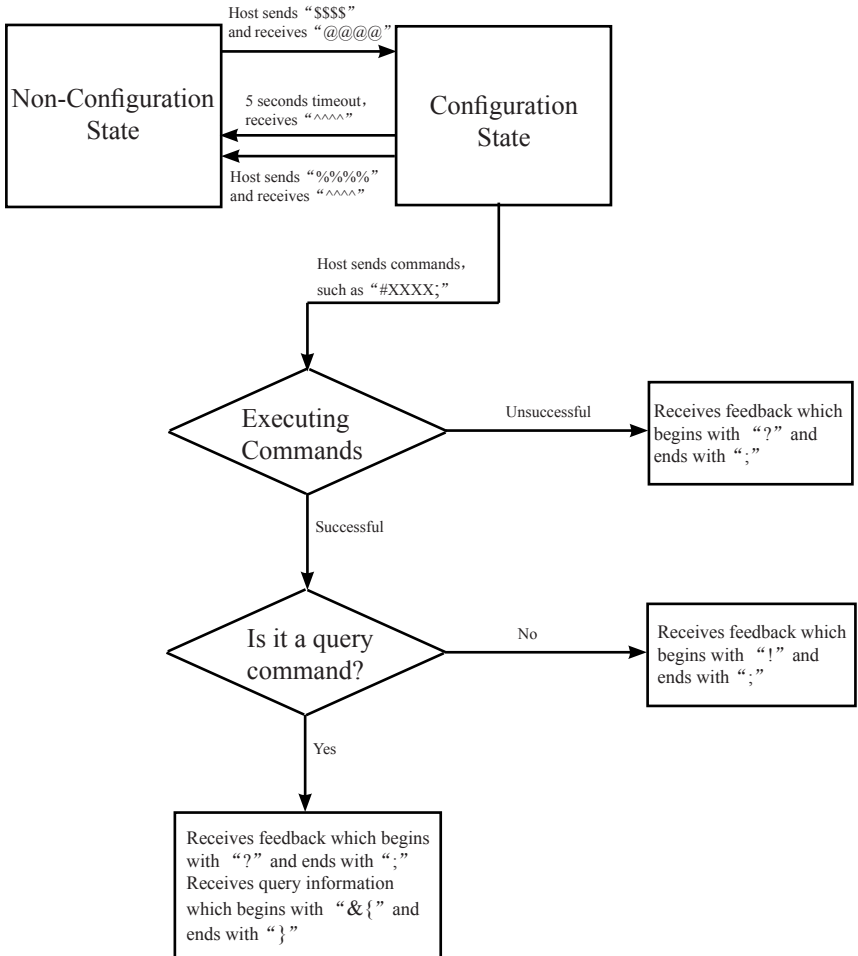 Host sends “$$$$”
and receives “@@@@”
Non-Configuration
State
5 seconds timeout,
receives “^^^^”
Configuration
State
Host sends “%%%%”
and receives “^^^^”
Host sends commands,
such as “#XXXX;”
Executing
Commands
Unsuccessful
Receives feedback which
begins with “?” and
ends with “;”
Successful
Is it a query
command?
No
Receives feedback which
begins with “!” and
ends with “;”
Yes
Receives feedback which begins
with “?” and ends with “;”
Receives query information
which begins with “&{” and
ends with “}”